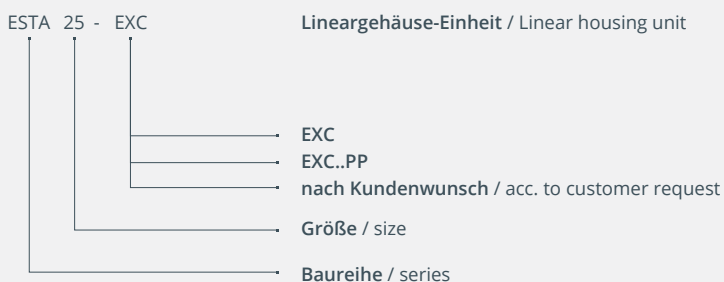 ESTA 25 - EXC Lineargehäuse-Einheit / Linear housing unit
EXC
EXC..PP
nach Kundenwunsch / acc. to customer request
Größe / size
Baureihe / series